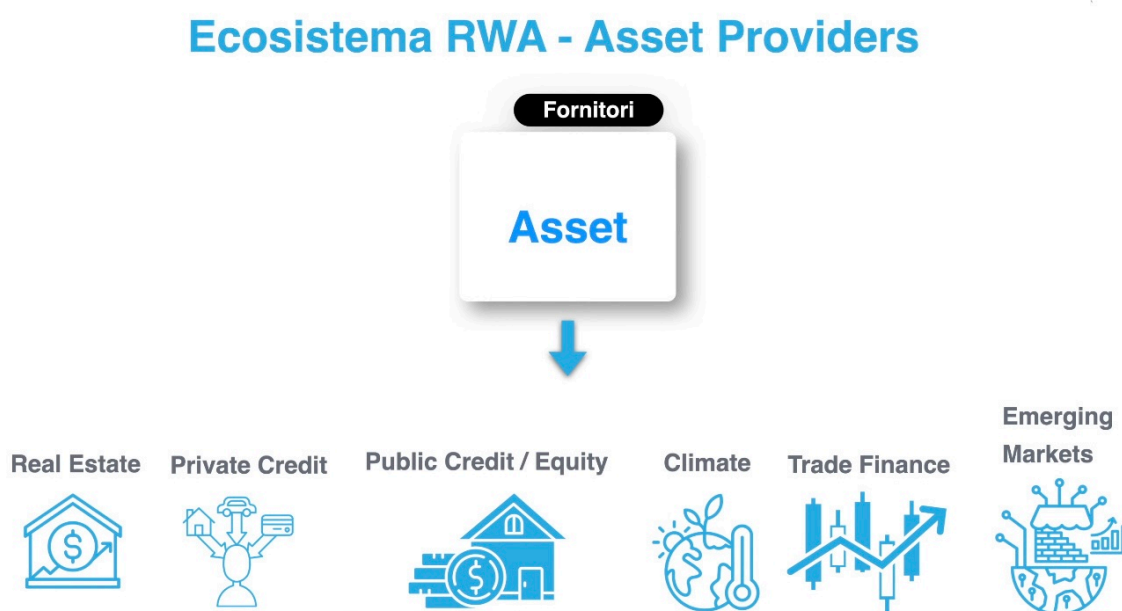 Ecosistema RWA - Asset Providers
Fornitori
Asset
Real Estate
Private Credit
Public Credit / Equity
Climate
Trade Finance
Emerging
Markets